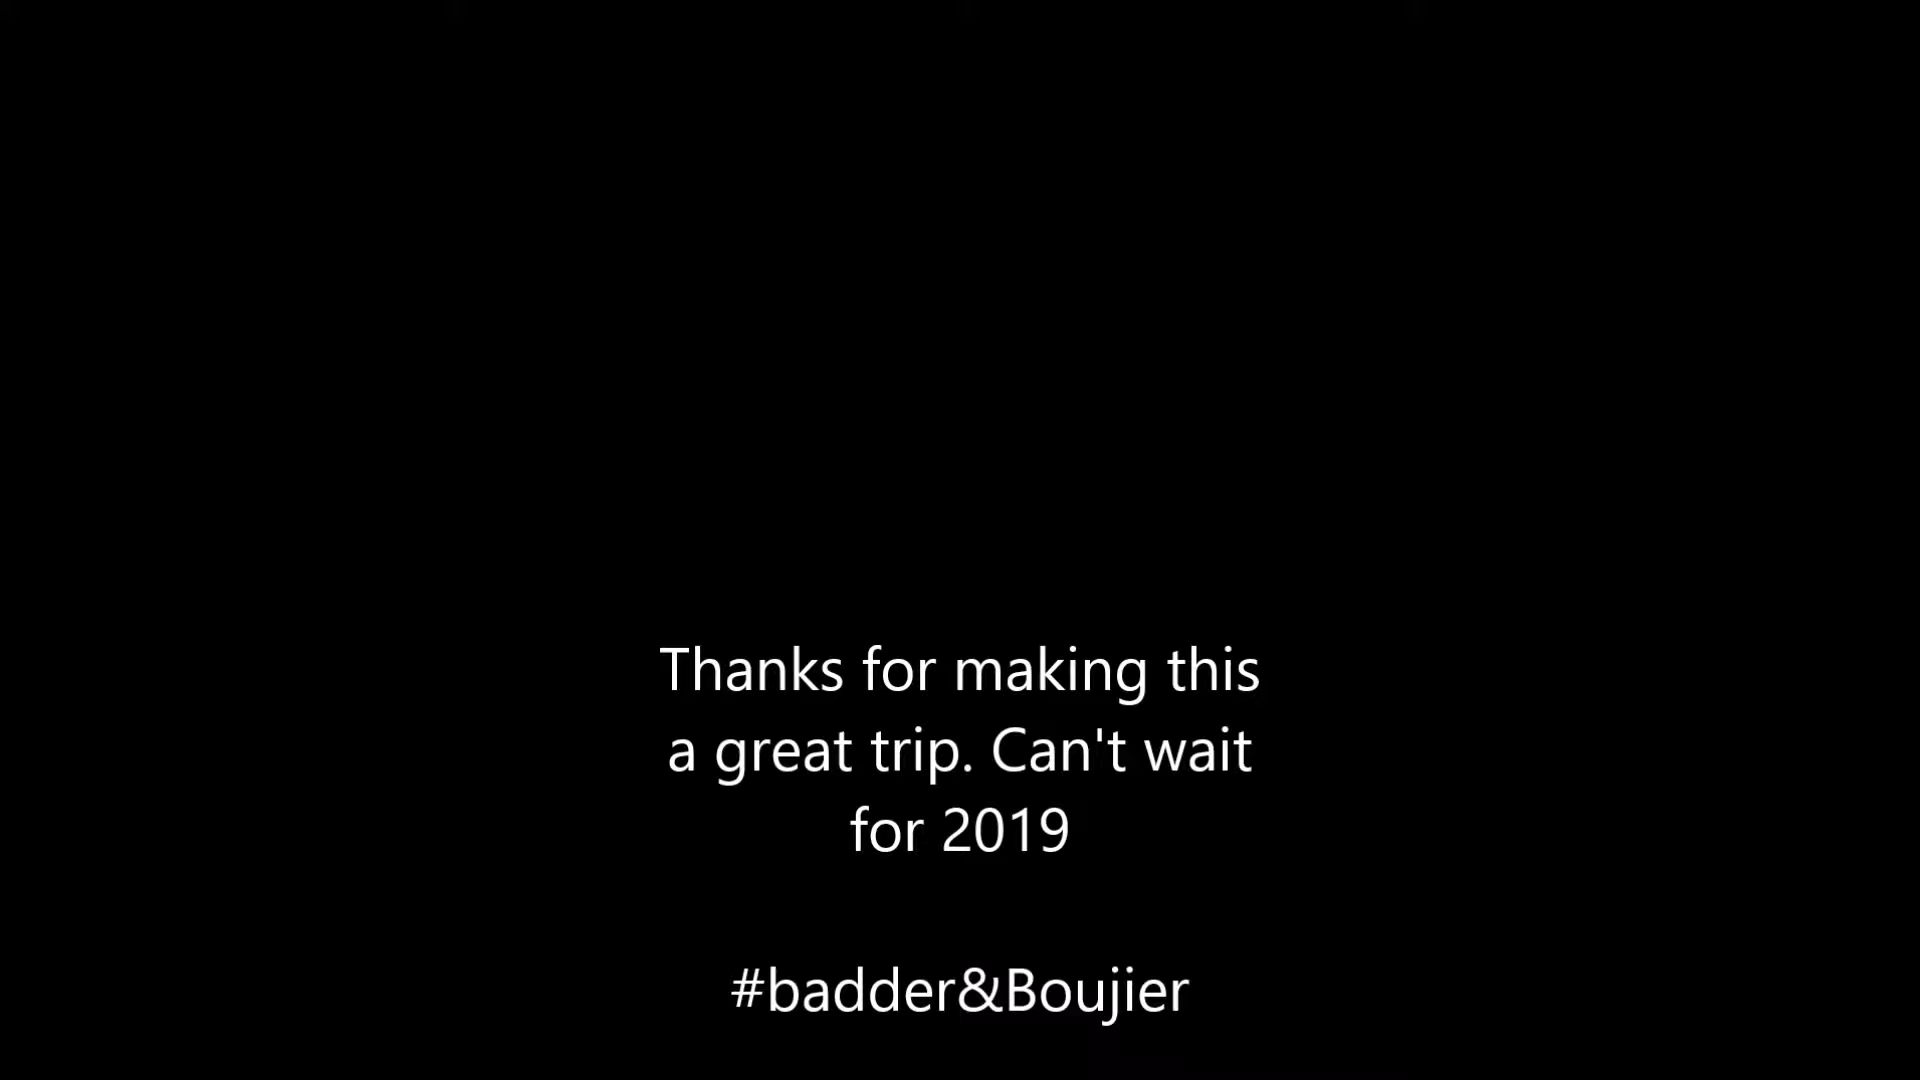 Thanks for making this
a great trip. Can't wait
for 2019
#badder&Boujier